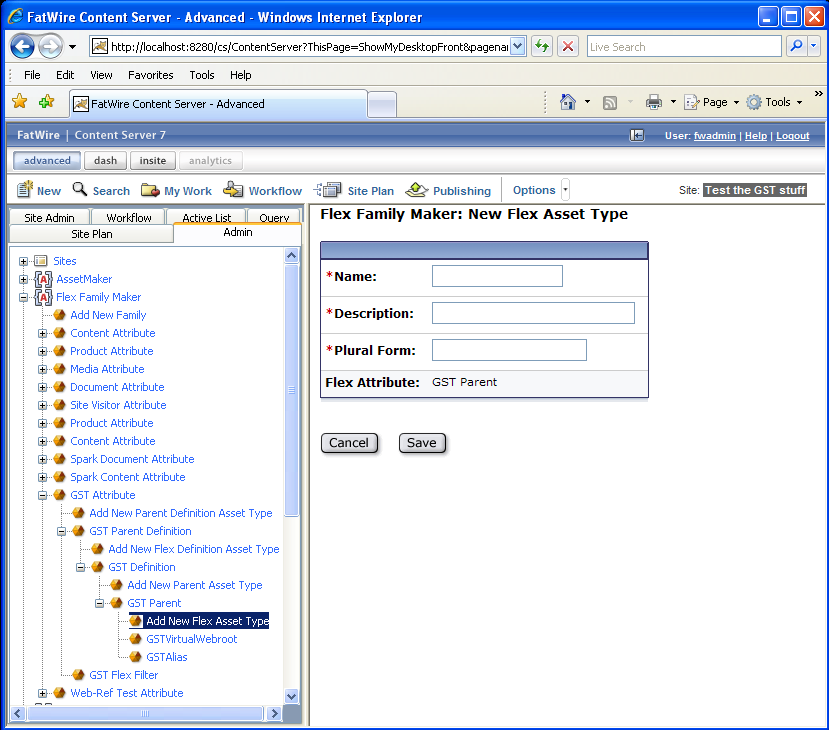 FatWire Content Server - Advanced - Windows Internet Explorer
http://localhost:8280/cs/ContentServer?ThisPage=ShowMyDesktopFront&pagenar
Live Search
File Edit View Favorites Tools Help
FatWire Content Server - Advanced
Page Tools »
FatWire | Content Server 7
User: fwadmin | Help | Logout
advanced dash insite analytics
New Search My Work Workflow Site Plan Publishing Options Site: Test the GST stuff
Site Admin Workflow Active List Query
Site Plan Admin
Sites
AssetMaker
Flex Family Maker
Add New Family
Content Attribute
Product Attribute
Media Attribute
Document Attribute
Site Visitor Attribute
Product Attribute
Content Attribute
Spark Document Attribute
Spark Content Attribute
GST Attribute
Add New Parent Definition Asset Type
GST Parent Definition
Add New Flex Definition Asset Type
GST Definition
Add New Parent Asset Type
GST Parent
Add New Flex Asset Type
GSTVirtualWebroot
GSTAlias
GST Flex Filter
Web-Ref Test Attribute
Flex Family Maker: New Flex Asset Type
*Name:
*Description:
*Plural Form:
Flex Attribute: GST Parent
Cancel Save